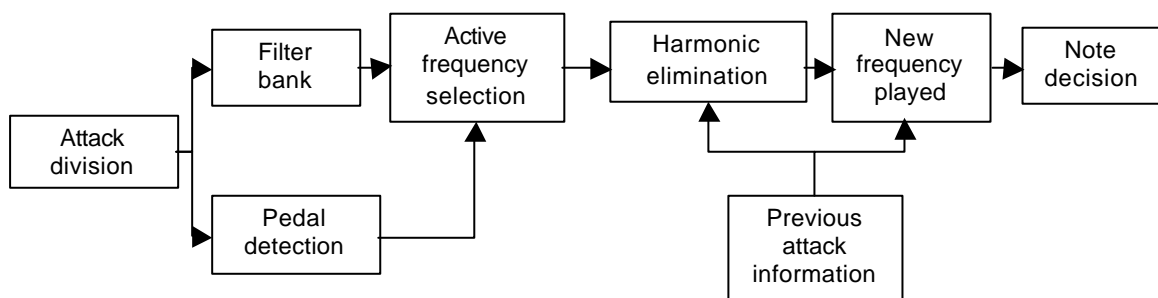 Attack
division
Filter
bank
Pedal
detection
Active
frequency
selection
Harmonic
elimination
New
frequency
played
Note
decision
Previous
attack
information